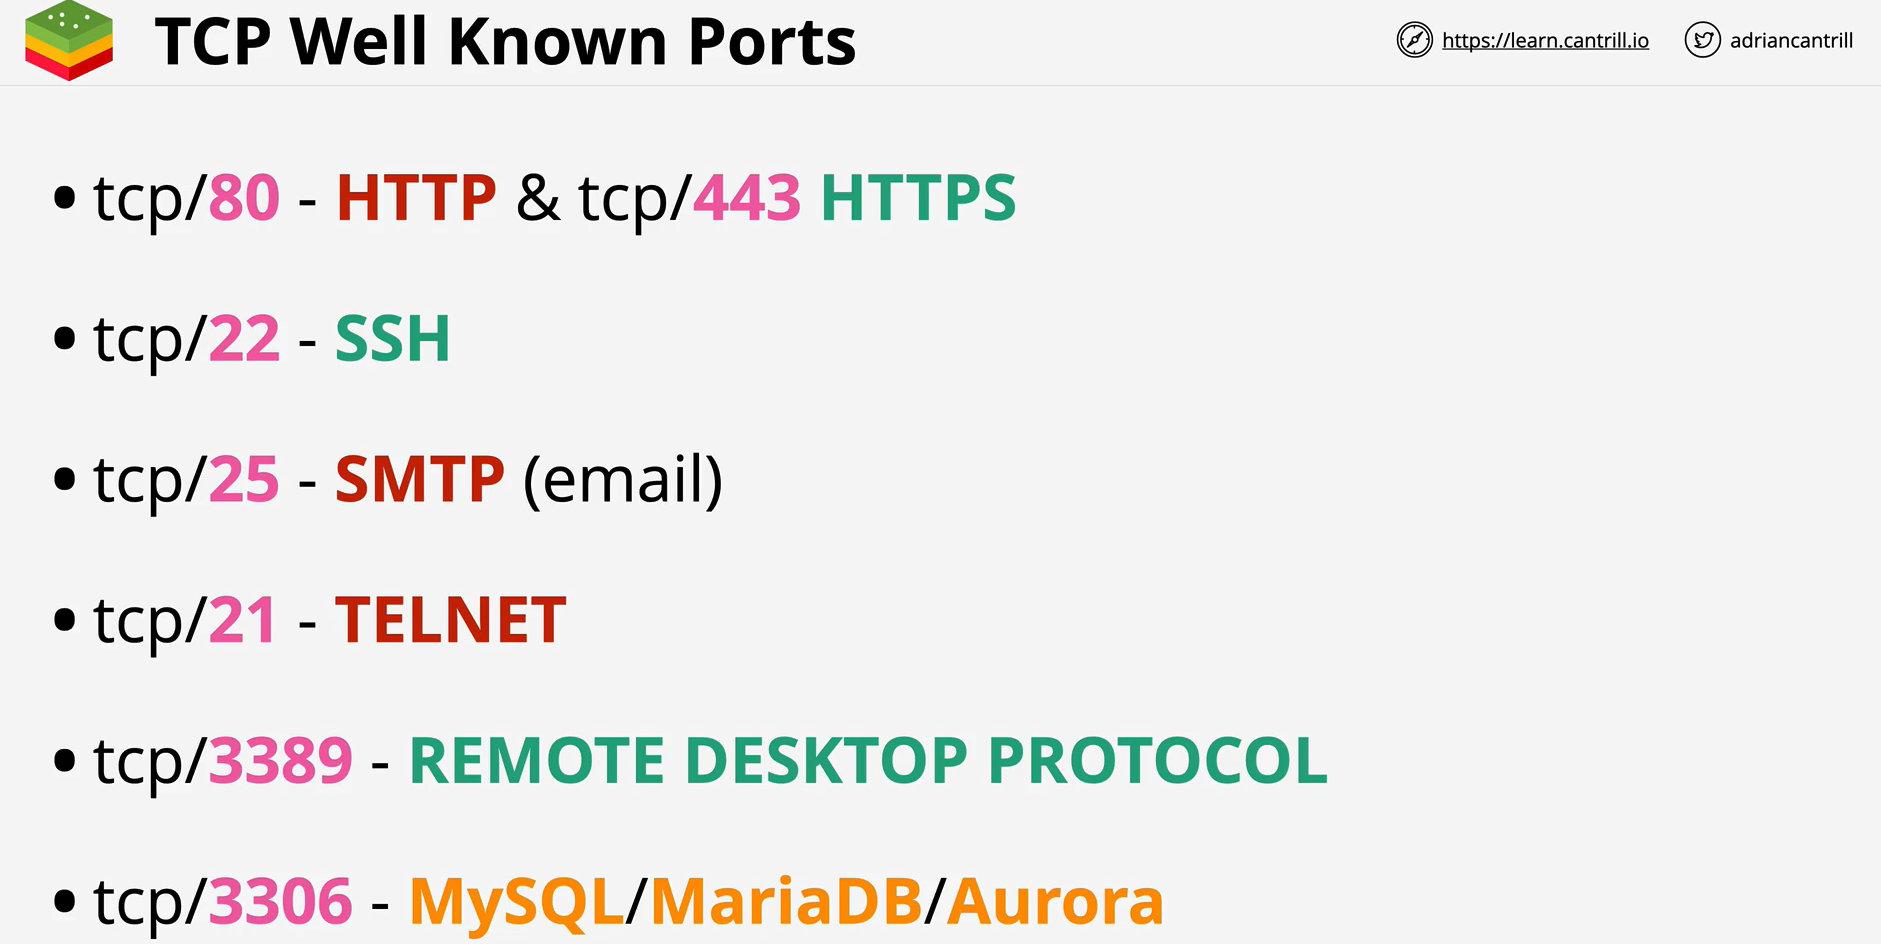 TCP Well Known Ports
https://learn.cantrill.io
adriancantrill
• tcp/80 - HTTP & tcp/443 HTTPS
• tcp/22 - SSH
• tcp/25 - SMTP (email)
• tcp/21 - TELNET
• tcp/3389 - REMOTE DESKTOP PROTOCOL
• tcp/3306 - MySQL/MariaDB/Aurora